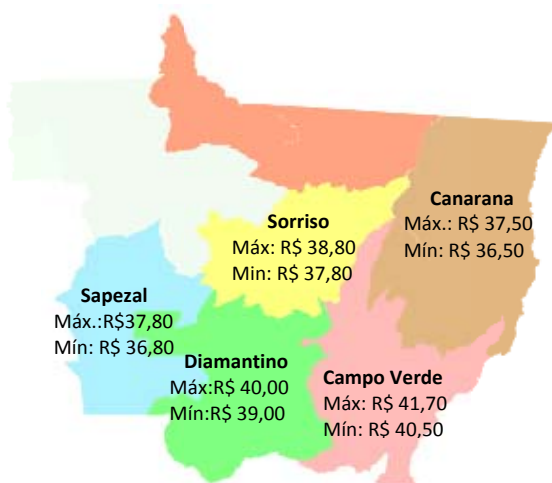 Canarana
Máx.: R$ 37,50
Mín: R$ 36,50
Sorriso
Máx: R$ 38,80
Min: R$ 37,80
Sapezal
Máx.:R$37,80
Mín: R$ 36,80
Diamantino
Máx:R$ 40,00
Mín:R$ 39,00
Campo Verde
Máx: R$ 41,70
Mín: R$ 40,50